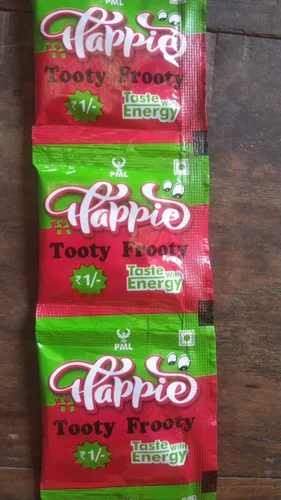 PML
Happie
Tooty Frooty
₹1/-
Taste with
Energy
PML
Happie
Tooty Frooty
₹1/-
Taste with
Energy
PML
Happie
Tooty Frooty
₹1/-
Taste with
Energy